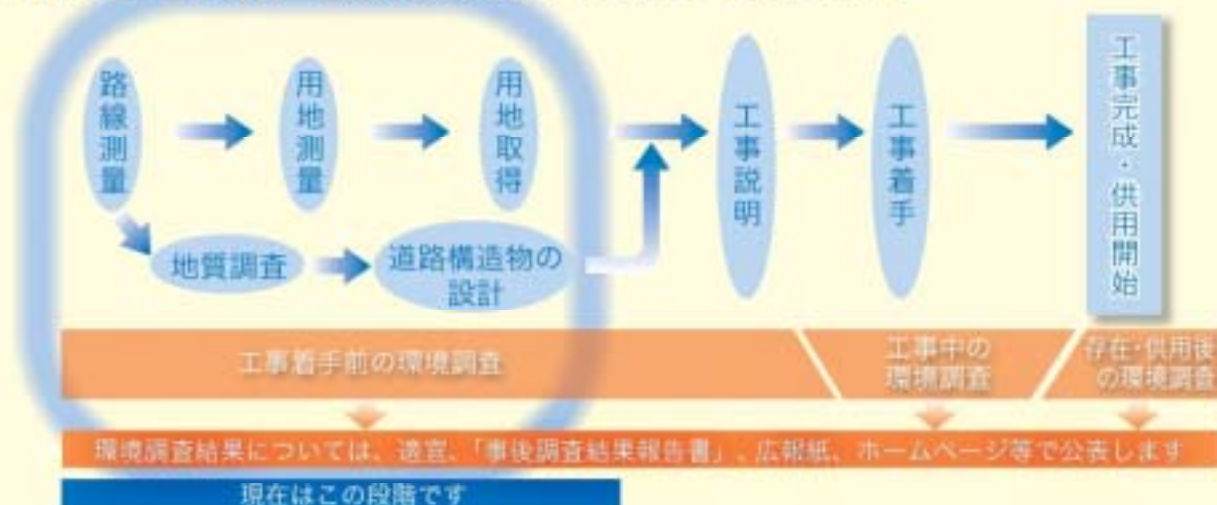 路線測量
用地測量
用地取得
工事説明
工事着手
工事完成・供用開始
地質調査
道路構造物の
設計
工事着手前の環境調査
工事中の
環境調査
存在・供用後
の環境調査
環境調査結果については、適宜、「事後調査結果報告書」、広報紙、ホームページ等で公表します
現在はこの段階です